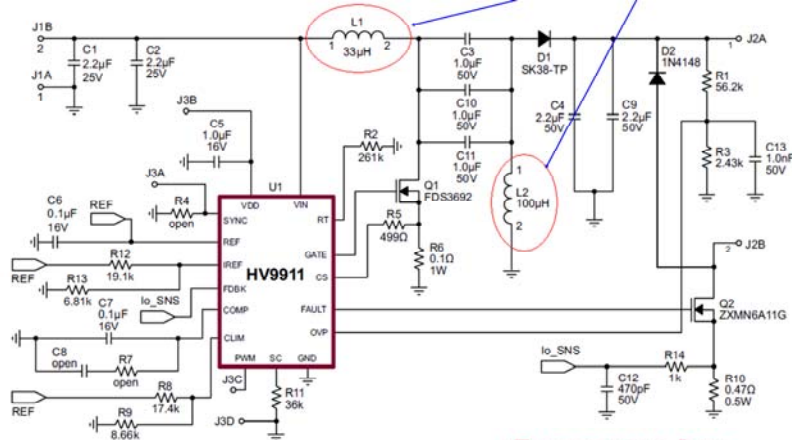 J1B
2
J1A
1
C1
2.2µF
25V
C2
2.2µF
25V
L1
1
2
33µH
C3
1.0µF
50V
C10
1.0µF
50V
C11
1.0µF
50V
D1
SK38-TP
1
L2
100µH
2
C4
2.2µF
50V
C9
2.2µF
50V
D2
1N4148
1
J2A
R1
56.2k
R3
2.43k
C13
1.0nF
50V
J3B
C5
1.0µF
16V
J3A
R4
open
C6
0.1µF
16V
REF
REF
R12
19.1k
R13
6.81k
Io_SNS
C7
0.1µF
16V
C8
open
R7
open
REF
R8
17.4k
R9
8.66k
U1
VDD
VIN
SYNC
REF
IREF
FDBK
COMP
CLIM
PWM
SC
GND
RT
GATE
CS
FAULT
OVP
HV9911
J3C
J3D
R11
36k
R2
261k
Q1
FDS3692
R5
499Ω
R6
0.1Ω
1W
2
J2B
Q2
ZXMN6A11G
Io_SNS
R14
1k
C12
470pF
50V
R10
0.47Ω
0.5W